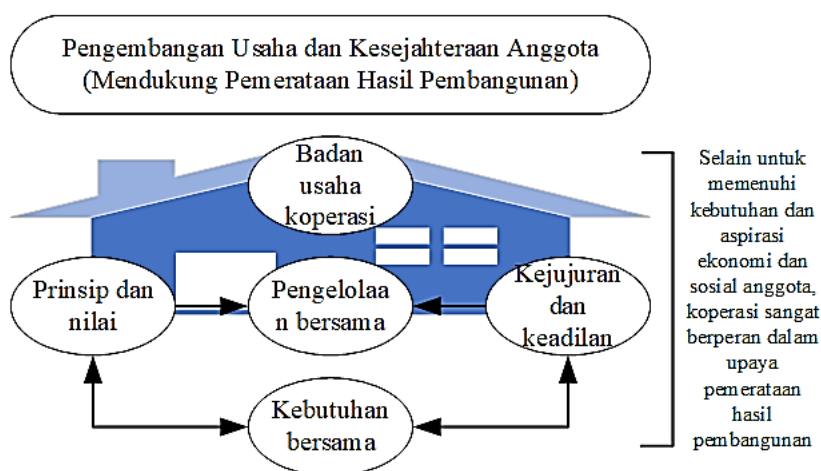 Pengembangan Usaha dan Kesejahteraan Anggota
(Mendukung Pemerataan Hasil Pembangunan)
Badan
usaha
koperasi
Prinsip dan
nilai
Pengelolaa
n bersama
Kejujuran
dan
keadilan
Kebutuhan
bersama
Selain untuk
memenuhi
kebutuhan dan
aspirasi
ekonomi dan
sosial anggota,
koperasi sangat
berperan dalam
upaya
pemerataan
hasil
pembangunan